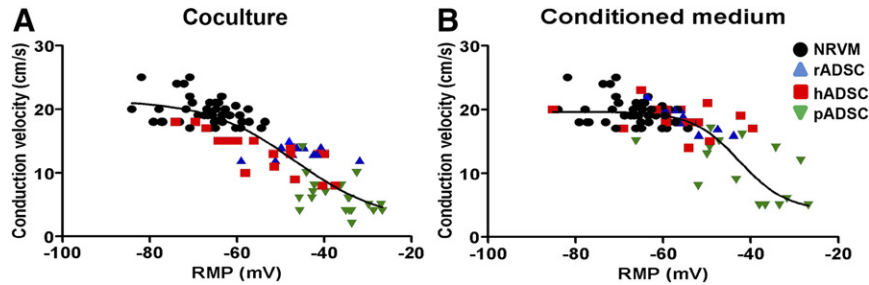 A
Coculture
Conduction velocity (cm/s)
30
20
10
0
-100
-80
-60
-40
-20
RMP (mV)
B
Conditioned medium
Conduction velocity (cm/s)
30
20
10
0
-100
-80
-60
-40
-20
RMP (mV)
NRVM
rADSC
hADSC
pADSC